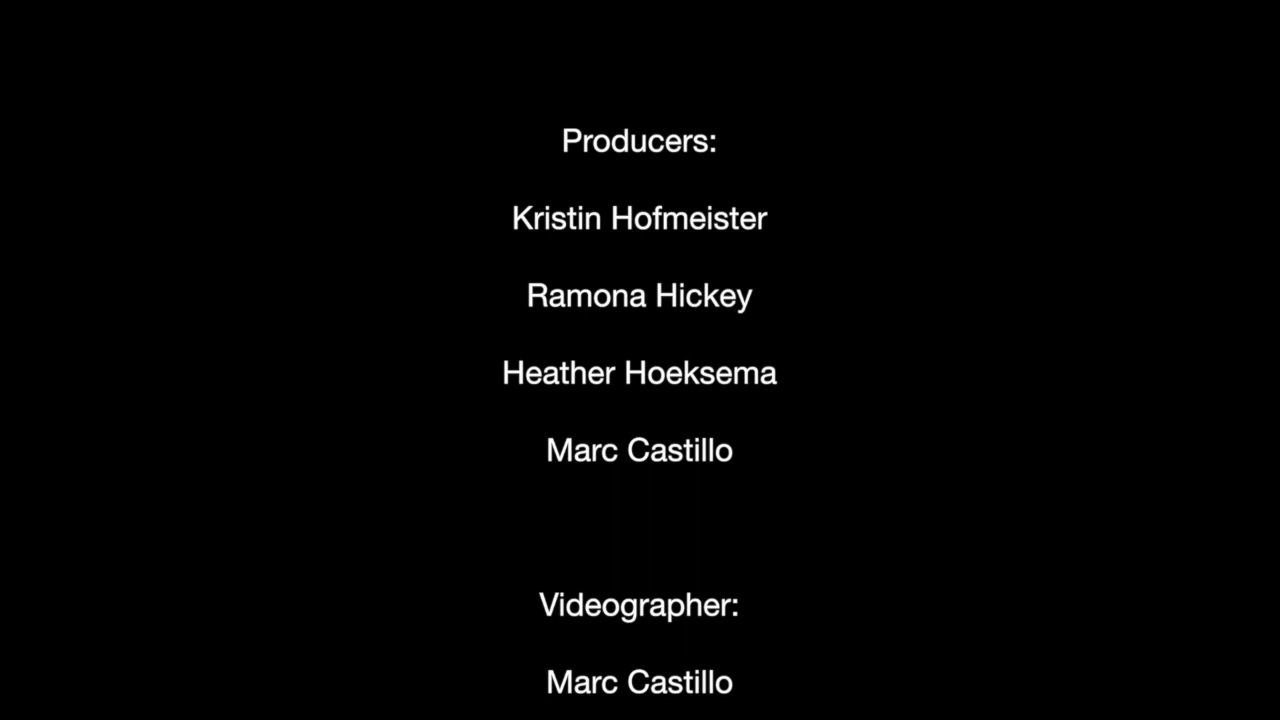 Producers:
Kristin Hofmeister
Ramona Hickey
Heather Hoeksema
Marc Castillo
Videographer:
Marc Castillo